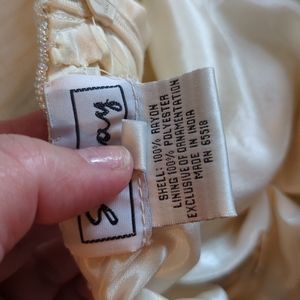 SHELL: 100% RAYON
LINING 100% POLYESTER
EXCLUSIVE OF ORNAMENTATION
MADE IN INDIA
RN 65518